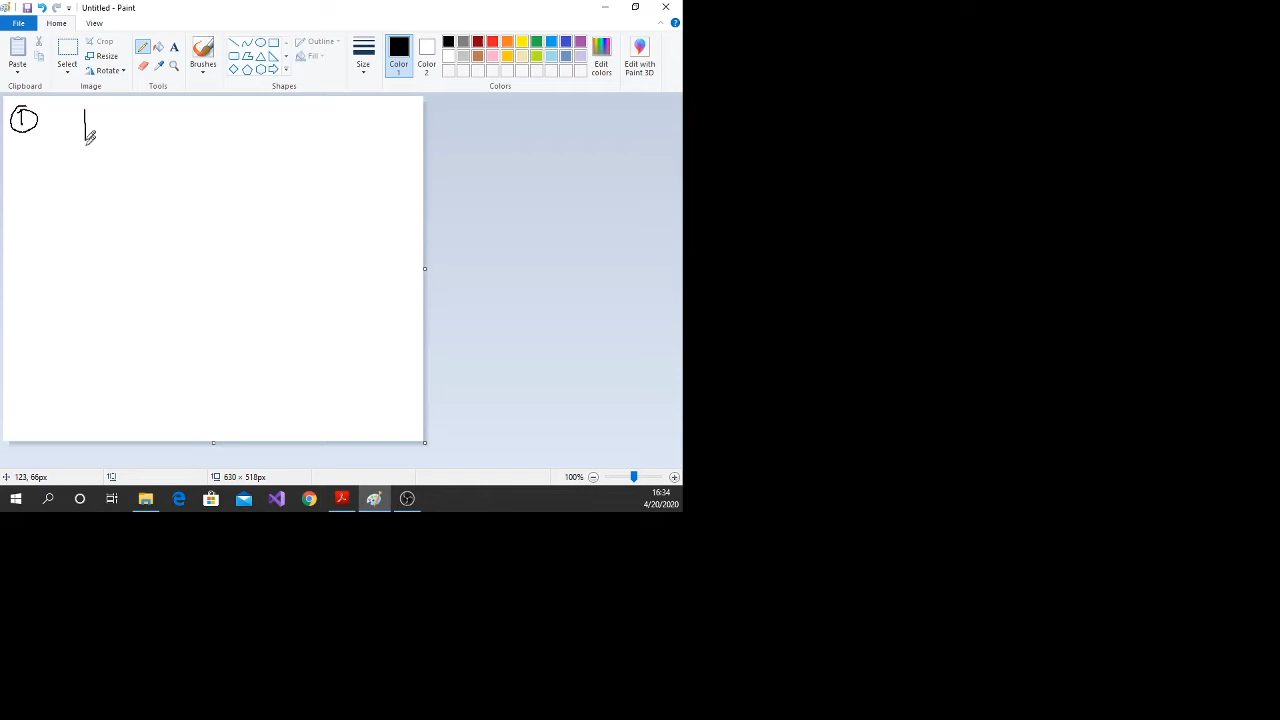 Untitled - Paint
File Home View
Paste
Clipboard
Select
Crop
Resize
Rotate
Image
Tools
Brushes
Shapes
Outline
Fill
Size
Color 1
Color 2
Edit colors
Colors
Edit with Paint 3D
1
123, 66px
630 × 518px
100%
16:34
4/20/2020